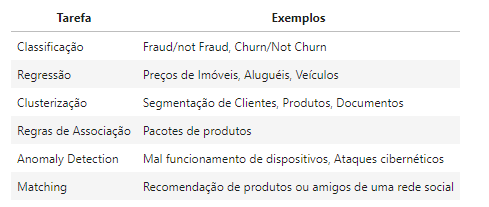 Tarefa Exemplos
Classificação Fraud/not Fraud, Churn/Not Churn
Regressão Preços de Imóveis, Aluguéis, Veículos
Clusterização Segmentação de Clientes, Produtos, Documentos
Regras de Associação Pacotes de produtos
Anomaly Detection Mal funcionamento de dispositivos, Ataques cibernéticos
Matching Recomendação de produtos ou amigos de uma rede social